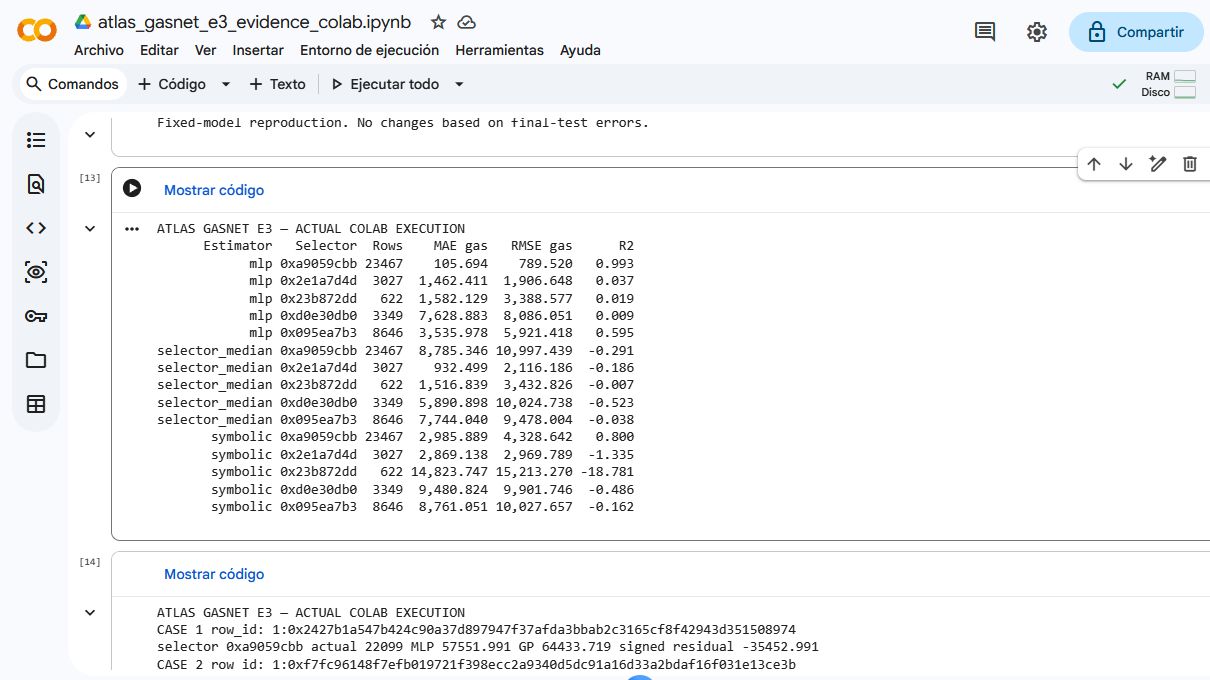 CO atlas_gasnet_e3_evidence_colab.ipynb
Archivo Editar Ver Insertar Entorno de ejecución Herramientas Ayuda
Compartir
Comandos + Código + Texto Ejecutar todo
RAM
Disco
Fixed-model reproduction. No changes based on final-test errors.
[13] Mostrar código
ATLAS GASNET E3 — ACTUAL COLAB EXECUTION
Estimator Selector Rows MAE gas RMSE gas R2
mlp 0xa9059cbb 23467 105.694 789.520 0.993
mlp 0x2e1a7d4d 3027 1,462.411 1,906.648 0.037
mlp 0x23b872dd 622 1,582.129 3,388.577 0.019
mlp 0xd0e30db0 3349 7,628.883 8,086.051 0.009
mlp 0x095ea7b3 8646 3,535.978 5,921.418 0.595
selector_median 0xa9059cbb 23467 8,785.346 10,997.439 -0.291
selector_median 0x2e1a7d4d 3027 932.499 2,116.186 -0.186
selector_median 0x23b872dd 622 1,516.839 3,432.826 -0.007
selector_median 0xd0e30db0 3349 5,890.898 10,024.738 -0.523
selector_median 0x095ea7b3 8646 7,744.040 9,478.004 -0.038
symbolic 0xa9059cbb 23467 2,985.889 4,328.642 0.800
symbolic 0x2e1a7d4d 3027 2,869.138 2,969.789 -1.335
symbolic 0x23b872dd 622 14,823.747 15,213.270 -18.781
symbolic 0xd0e30db0 3349 9,480.824 9,901.746 -0.486
symbolic 0x095ea7b3 8646 8,761.051 10,027.657 -0.162
[14] Mostrar código
ATLAS GASNET E3 — ACTUAL COLAB EXECUTION
CASE 1 row_id: 1:0x2427b1a547b424c90a37d897947f37afda3bbab2c3165cf8f42943d351508974
selector 0xa9059cbb actual 22099 MLP 57551.991 GP 64433.719 signed residual -35452.991
CASE 2 row id: 1:0xf7fc96148f7efb019721f398ecc2a9340d5dc91a16d33a2bdaf16f031e13ce3b